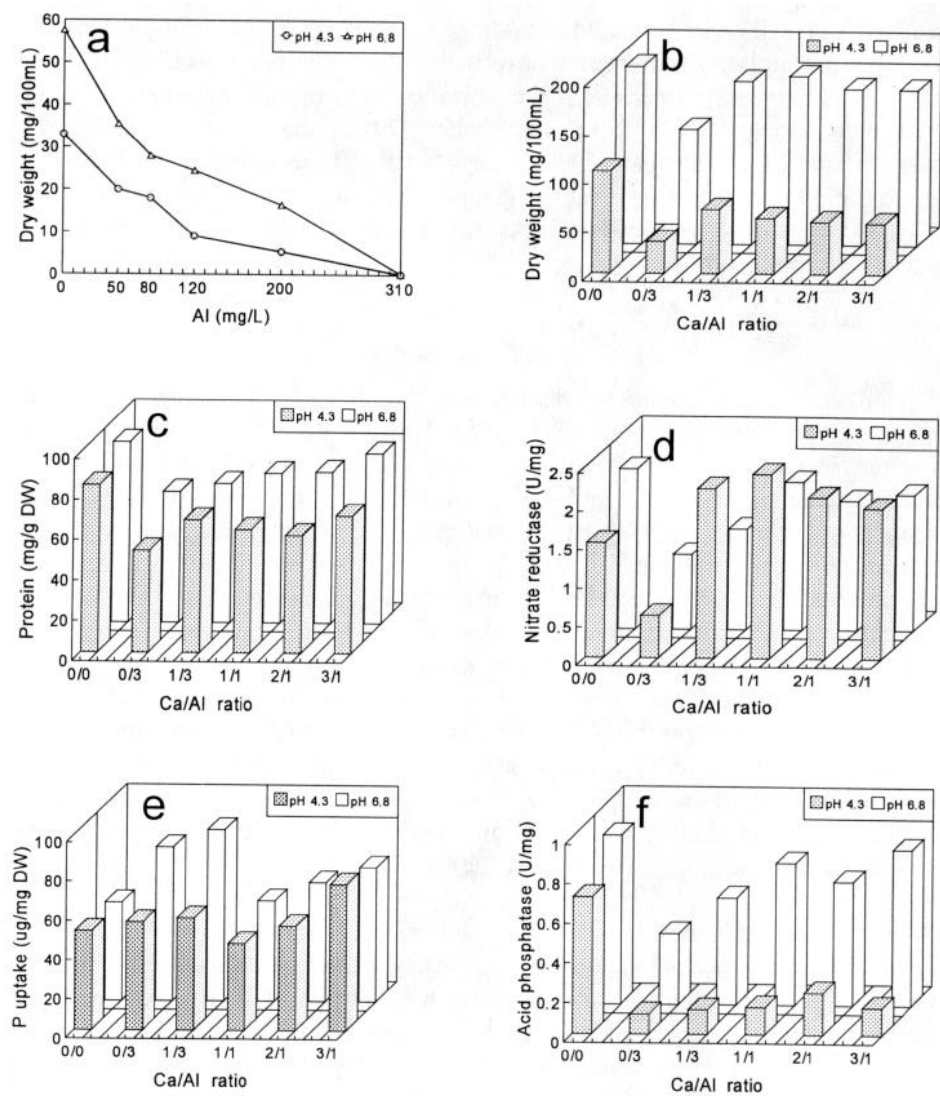 a
pH 4.3 pH 6.8
Dry weight (mg/100mL)
60
50
40
30
20
10
0
0 50 80 120 200 310
Al (mg/L)
b
pH 4.3 pH 6.8
Dry weight (mg/100mL)
200
150
100
50
0
0/0 0/3 1/3 1/1 2/1 3/1
Ca/Al ratio
c
pH 4.3 pH 6.8
Protein (mg/g DW)
100
80
60
40
20
0
0/0 0/3 1/3 1/1 2/1 3/1
Ca/Al ratio
d
pH 4.3 pH 6.8
Nitrate reductase (U/mg)
2.5
2
1.5
1
0.5
0
0/0 0/3 1/3 1/1 2/1 3/1
Ca/Al ratio
e
pH 4.3 pH 6.8
P uptake (ug/mg DW)
100
80
60
40
20
0
0/0 0/3 1/3 1/1 2/1 3/1
Ca/Al ratio
f
pH 4.3 pH 6.8
Acid phosphatase (U/mg)
1
0.8
0.6
0.4
0.2
0
0/0 0/3 1/3 1/1 2/1 3/1
Ca/Al ratio